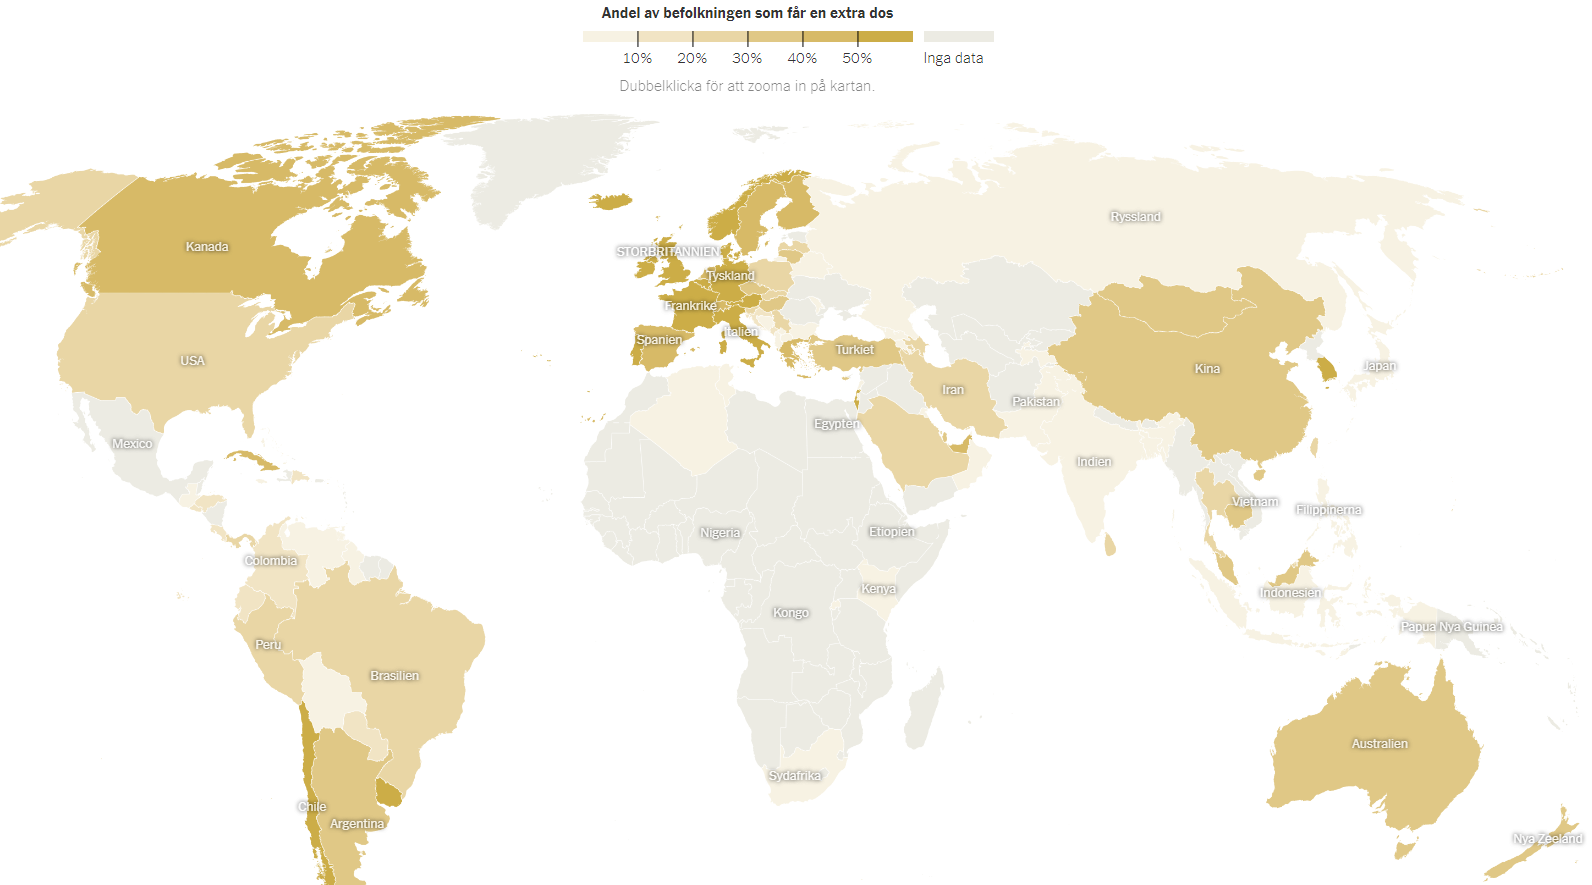 Andel av befolkningen som får en extra dos
10% 20% 30% 40% 50% Inga data
Dubbelklicka för att zooma in på kartan.
Ryssland
Kanada
STORBRITANNIEN
Tyskland
Frankrike
Italien
Spanien
Turkiet
USA
Kina
Japan
Iran
Pakistan
Egypten
Mexico
Indien
Vietnam
Filippinerna
Nigeria
Etiopien
Colombia
Kenya
Indonesien
Kongo
Papua Nya Guinea
Peru
Brasilien
Australien
Sydafrika
Chile
Argentina
Nya Zeeland